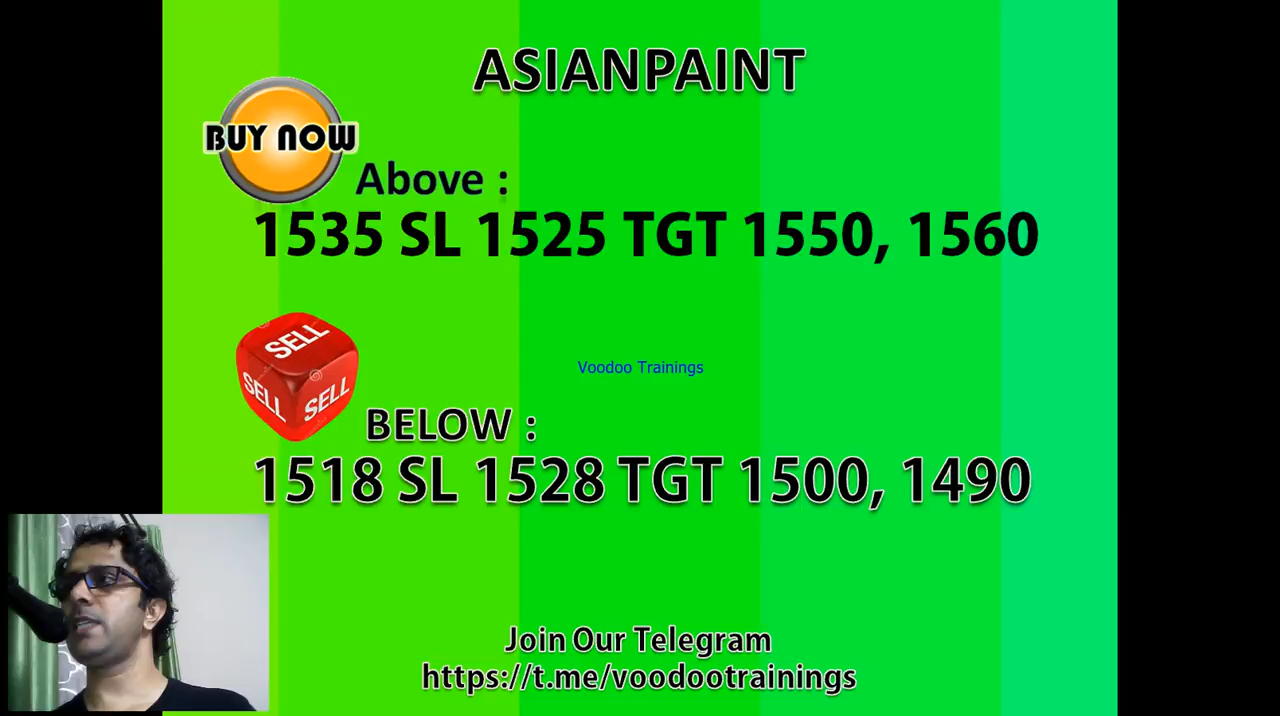 ASIANPAINT
BUY NOW
Above :
1535 SL 1525 TGT 1550, 1560
SELL
SELL
SELL
Voodoo Trainings
BELOW :
1518 SL 1528 TGT 1500, 1490
Join Our Telegram
https://t.me/voodootrainings